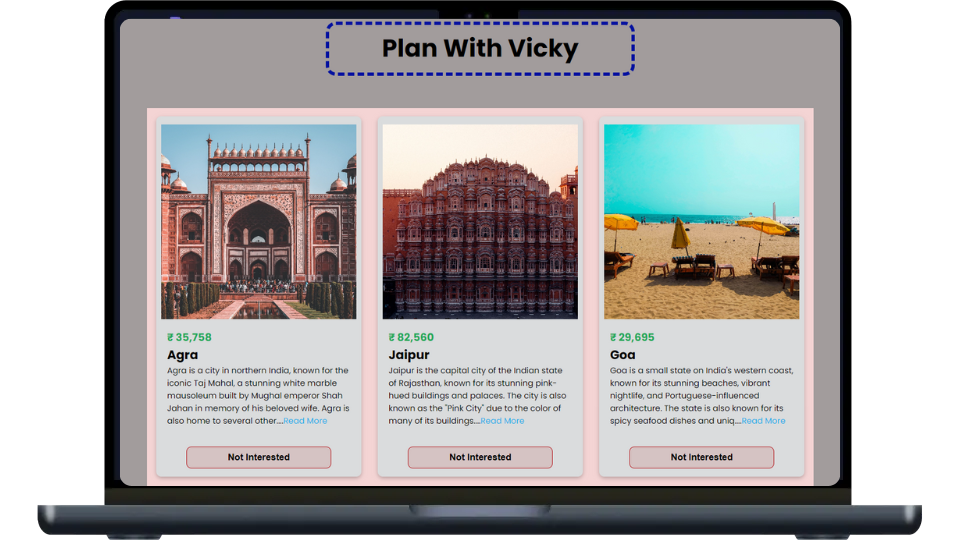 Plan With Vicky
₹ 35,758
Agra
Agra is a city in northern India, known for the
iconic Taj Mahal, a stunning white marble
mausoleum built by Mughal emperor Shah
Jahan in memory of his beloved wife. Agra is
also home to several other....Read More
Not Interested
₹ 82,560
Jaipur
Jaipur is the capital city of the Indian state
of Rajasthan, known for its stunning pink-
hued buildings and palaces. The city is also
known as the "Pink City" due to the color of
many of its buildings....Read More
Not Interested
₹ 29,695
Goa
Goa is a small state on India's western coast,
known for its stunning beaches, vibrant
nightlife, and Portuguese-influenced
architecture. The state is also known for its
spicy seafood dishes and uniq....Read More
Not Interested